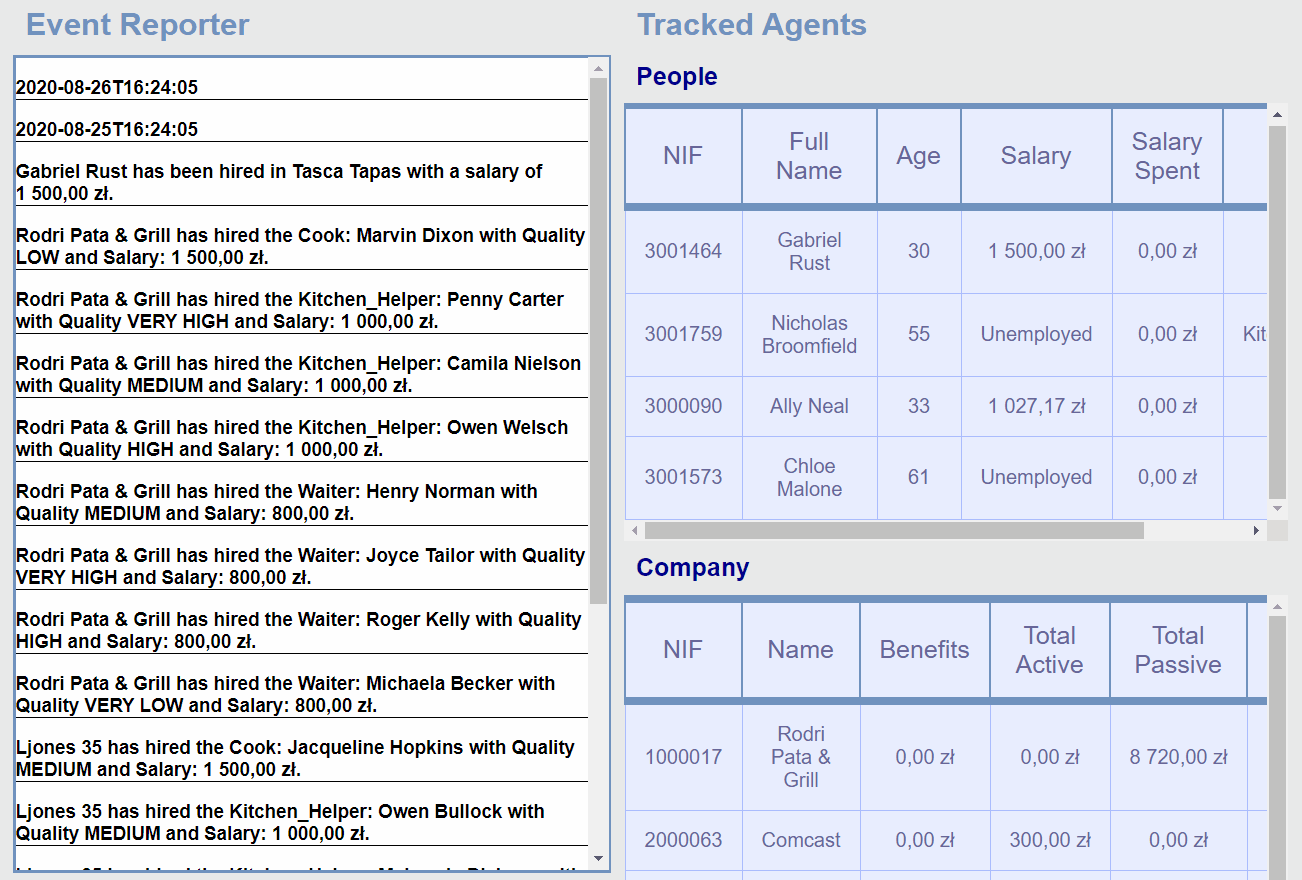 Event Reporter
2020-08-26T16:24:05
2020-08-25T16:24:05
Gabriel Rust has been hired in Tasca Tapas with a salary of
1 500,00 zł.
Rodri Pata & Grill has hired the Cook: Marvin Dixon with Quality
LOW and Salary: 1 500,00 zł.
Rodri Pata & Grill has hired the Kitchen_Helper: Penny Carter
with Quality VERY HIGH and Salary: 1 000,00 zł.
Rodri Pata & Grill has hired the Kitchen_Helper: Camila Nielson
with Quality MEDIUM and Salary: 1 000,00 zł.
Rodri Pata & Grill has hired the Kitchen_Helper: Owen Welsch
with Quality HIGH and Salary: 1 000,00 zł.
Rodri Pata & Grill has hired the Waiter: Henry Norman with
Quality MEDIUM and Salary: 800,00 zł.
Rodri Pata & Grill has hired the Waiter: Joyce Tailor with Quality
VERY HIGH and Salary: 800,00 zł.
Rodri Pata & Grill has hired the Waiter: Roger Kelly with Quality
HIGH and Salary: 800,00 zł.
Rodri Pata & Grill has hired the Waiter: Michaela Becker with
Quality VERY LOW and Salary: 800,00 zł.
Ljones 35 has hired the Cook: Jacqueline Hopkins with Quality
MEDIUM and Salary: 1 500,00 zł.
Ljones 35 has hired the Kitchen_Helper: Owen Bullock with
Quality MEDIUM and Salary: 1 000,00 zł.
Tracked Agents
People
NIF Full Name Age Salary Salary Spent
3001464 Gabriel Rust 30 1 500,00 zł 0,00 zł
3001759 Nicholas Broomfield 55 Unemployed 0,00 zł Kit
3000090 Ally Neal 33 1 027,17 zł 0,00 zł
3001573 Chloe Malone 61 Unemployed 0,00 zł
Company
NIF Name Benefits Total Active Total Passive
1000017 Rodri Pata & Grill 0,00 zł 0,00 zł 8 720,00 zł
2000063 Comcast 0,00 zł 300,00 zł 0,00 zł